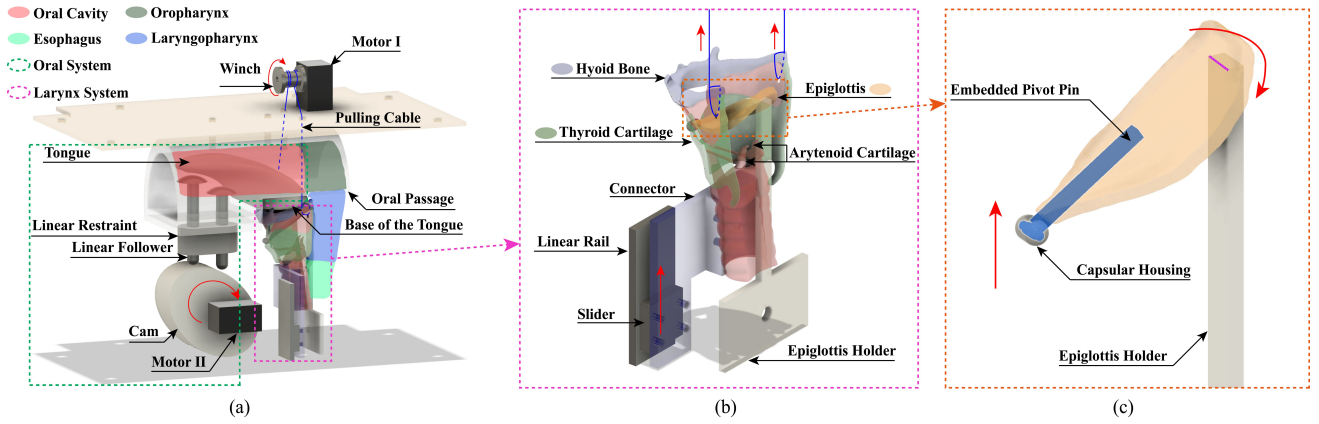 Oral Cavity
Oropharynx
Esophagus
Laryngopharynx
Oral System
Larynx System
Motor I
Winch
Pulling Cable
Tongue
Oral Passage
Linear Restraint
Base of the Tongue
Linear Follower
Cam
Motor II
(a)
Hyoid Bone
Epiglottis
Thyroid Cartilage
Arytenoid Cartilage
Connector
Linear Rail
Slider
Epiglottis Holder
(b)
Embedded Pivot Pin
Capsular Housing
Epiglottis Holder
(c)